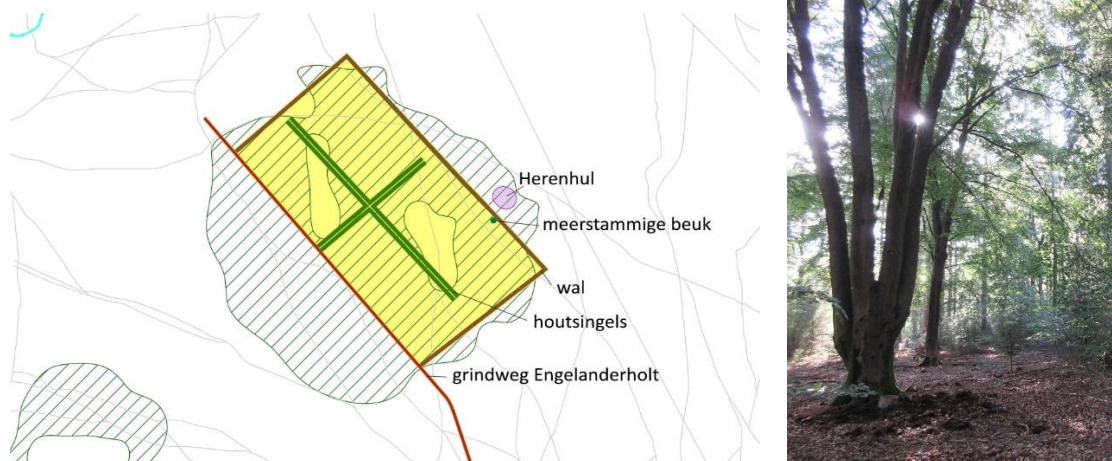 Herenhul
meerstammige beuk
wal
houtsingels
grindweg Engelanderholt